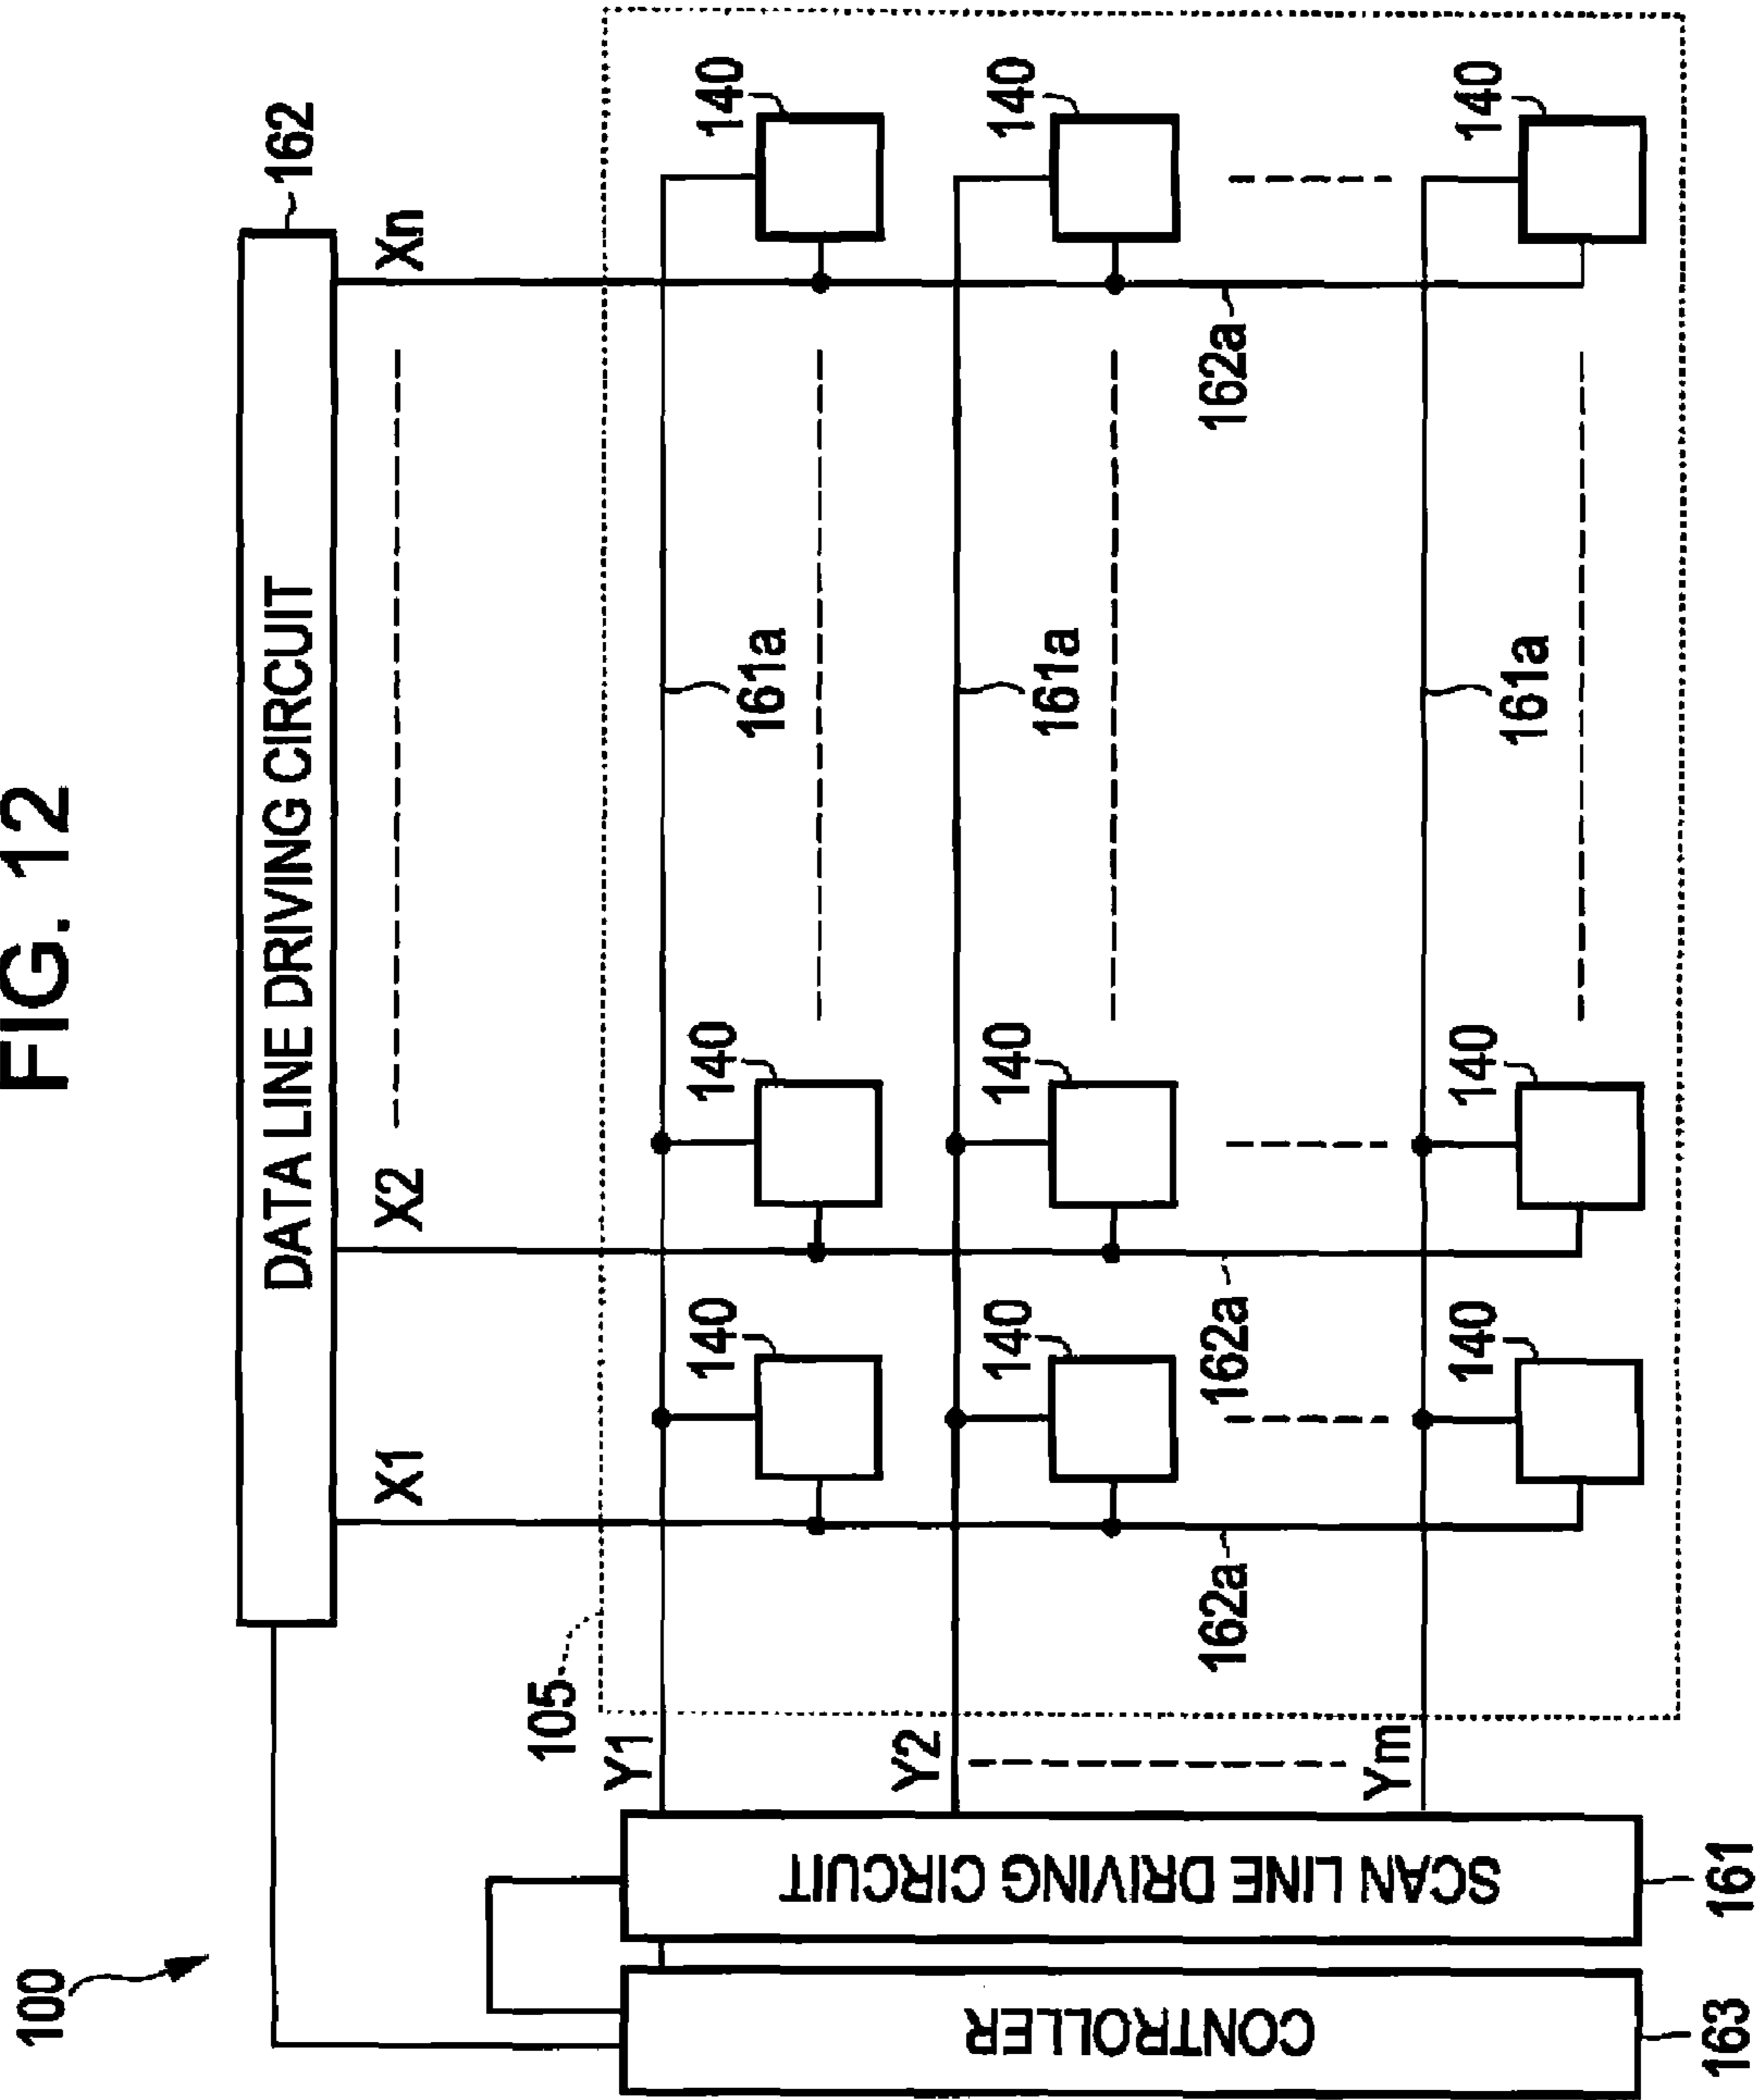 FIG. 12
100
162
DATA LINE DRIVING CIRCUIT
X1 X2 Xn
105
Y1
140 140 140
161a
Y2
140 140 140
161a
162a 162a 162a
Ym
140 140 140
161a
SCAN LINE DRIVING CIRCUIT
CONTROLLER
163 161